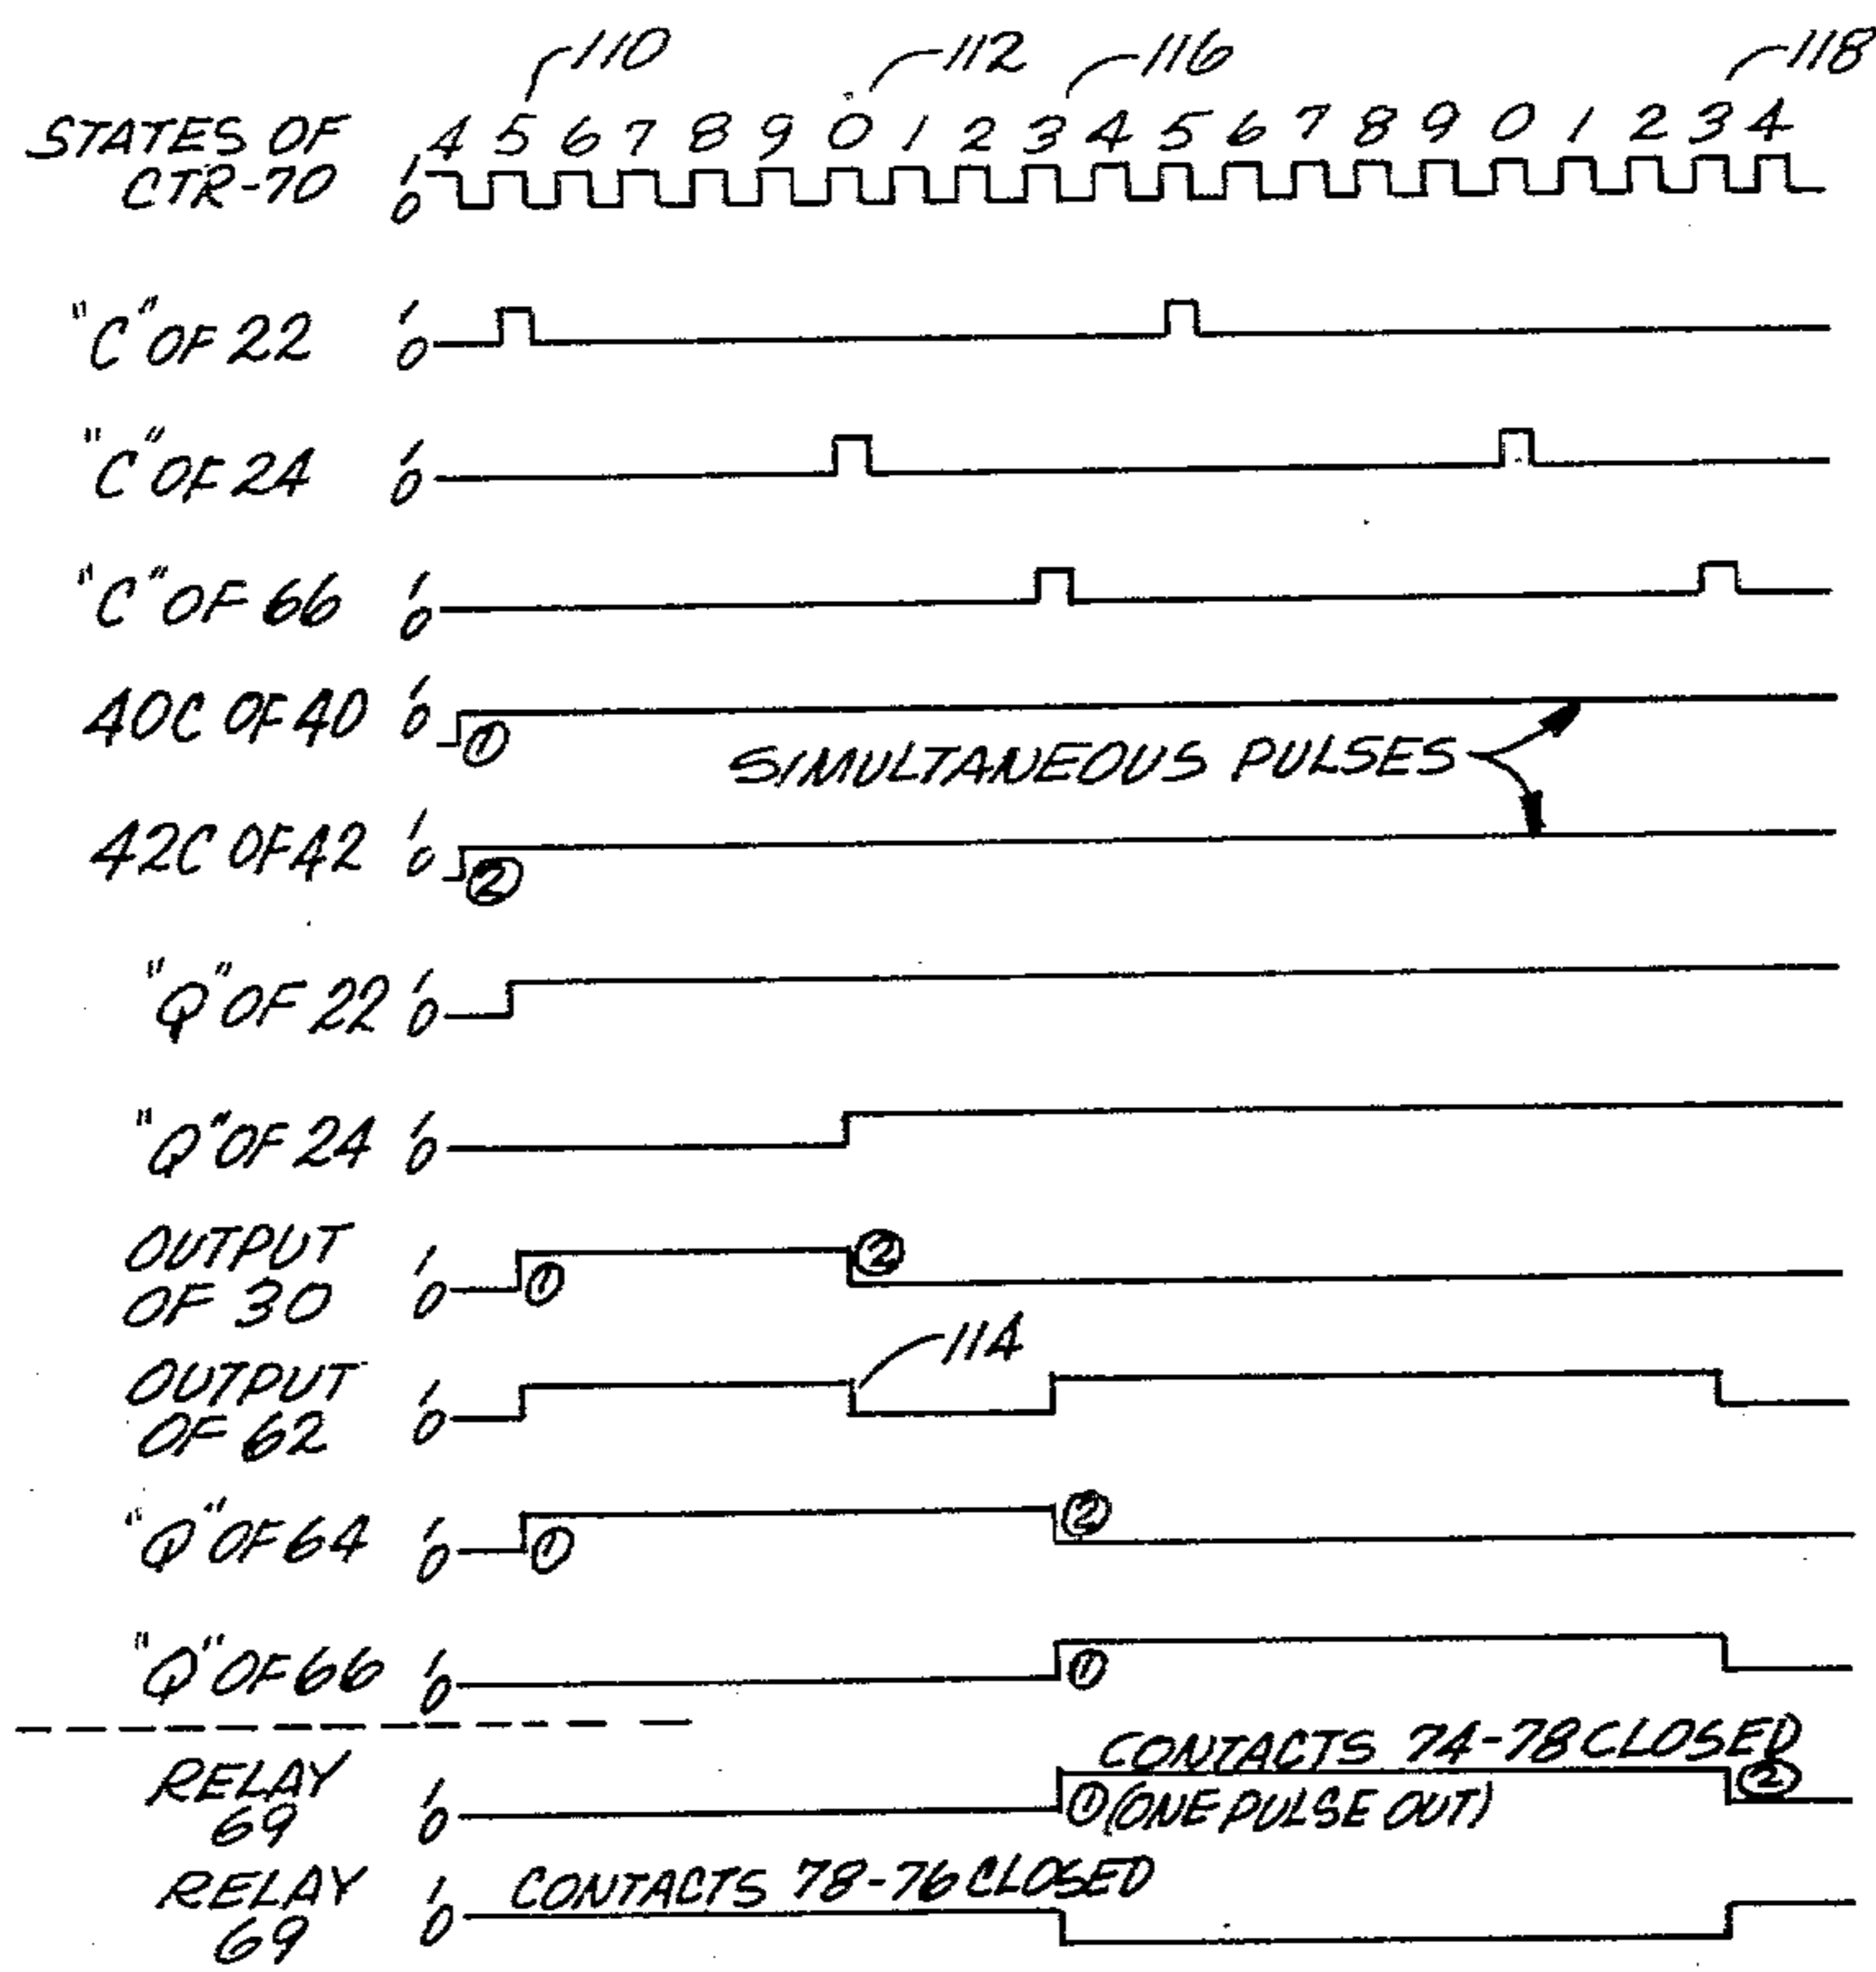 110 112 116 118
STATES OF 4 5 6 7 8 9 0 1 2 3 4 5 6 7 8 9 0 1 2 3 4
CTR-70 1 0
"C" OF 22 1 0
"C" OF 24 1 0
"C" OF 66 1 0
40C OF 40 1 0 ①
SIMULTANEOUS PULSES
42C OF 42 1 0 ②
"Q" OF 22 1 0
"Q" OF 24 1 0
OUTPUT 1 ②
OF 30 0 ①
114
OUTPUT 1
OF 62 0
"Q" OF 64 1 0 ① ②
"Q" OF 66 1 0 ①
CONTACTS 74-78 CLOSED
RELAY 1 ②
69 0 ① (ONE PULSE OUT)
RELAY 1 CONTACTS 78-76 CLOSED
69 0